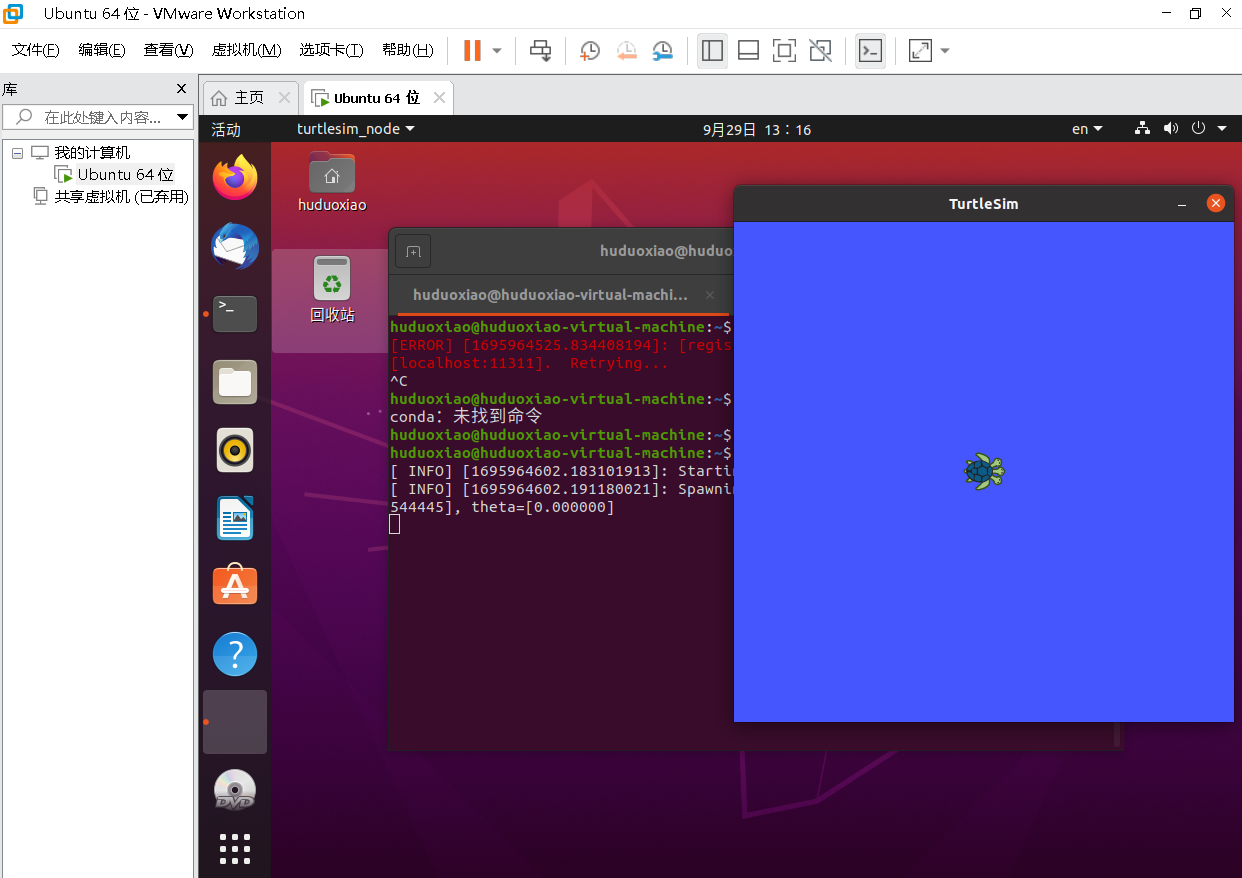 Ubuntu 64 位 - VMware Workstation
文件(F) 编辑(E) 查看(V) 虚拟机(M) 选项卡(T) 帮助(H)
库
在此处键入内容...
我的计算机
Ubuntu 64 位
共享虚拟机 (已弃用)
主页
Ubuntu 64 位
活动 turtlesim_node 9月29日 13：16 en
huduoxiao
回收站
huduoxiao@huduo
huduoxiao@huduoxiao-virtual-machi...
huduoxiao@huduoxiao-virtual-machine:~$
[ERROR] [1695964525.834408194]: [regis
[localhost:11311]. Retrying...
^C
huduoxiao@huduoxiao-virtual-machine:~$
conda：未找到命令
huduoxiao@huduoxiao-virtual-machine:~$
huduoxiao@huduoxiao-virtual-machine:~$
[ INFO] [1695964602.183101913]: Starti
[ INFO] [1695964602.191180021]: Spawni
544445], theta=[0.000000]
TurtleSim
DVD